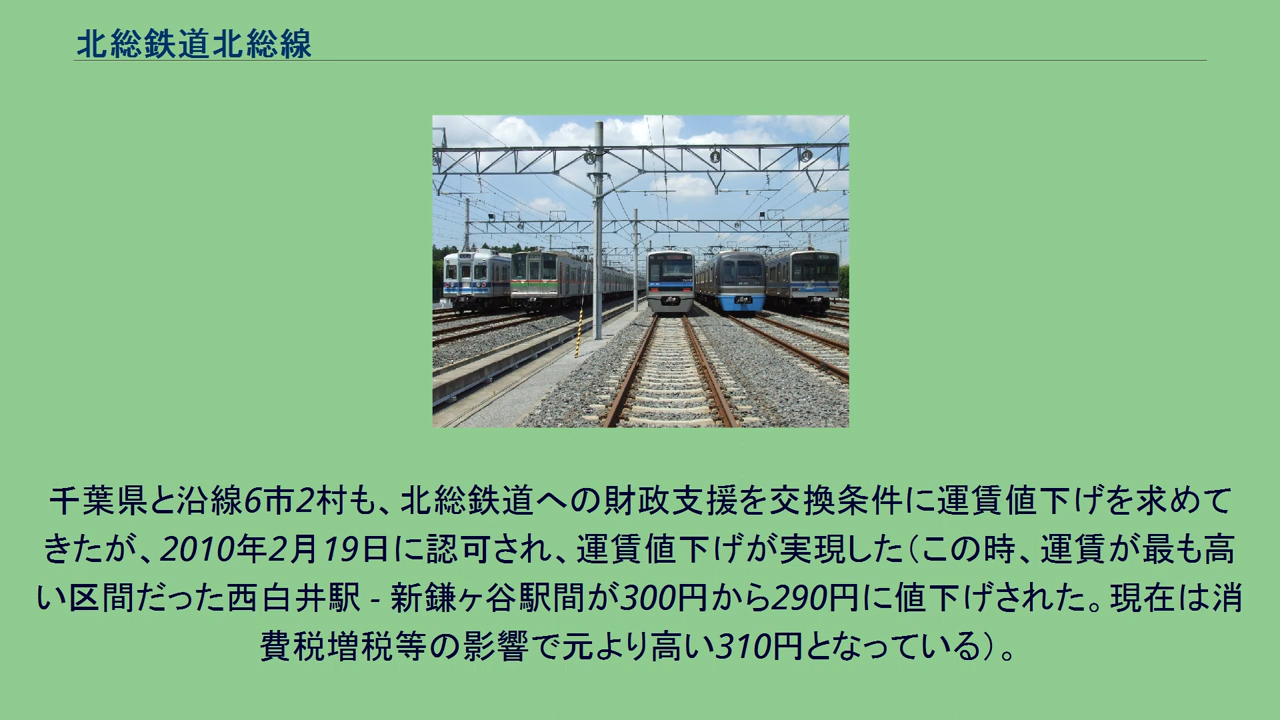 北総鉄道北総線
千葉県と沿線6市2村も、北総鉄道への財政支援を交換条件に運賃値下げを求めて
きたが、2010年2月19日に認可され、運賃値下げが実現した（この時、運賃が最も高
い区間だった西白井駅 - 新鎌ヶ谷駅間が300円から290円に値下げされた。現在は消
費税増税等の影響で元より高い310円となっている）。